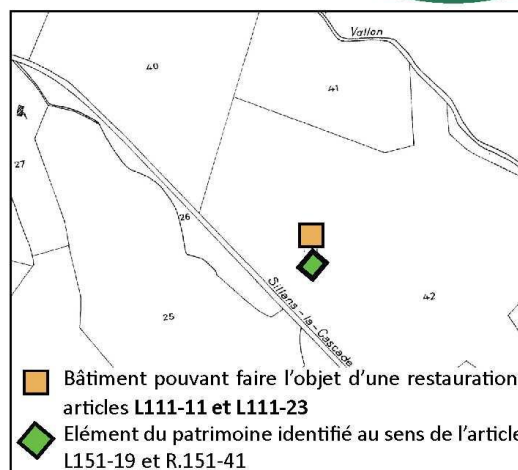 Vallon
40
41
27
26
25
42
Sillans-la-Cascade
Bâtiment pouvant faire l'objet d'une restauration
articles L111-11 et L111-23
Elément du patrimoine identifié au sens de l'article
L151-19 et R.151-41